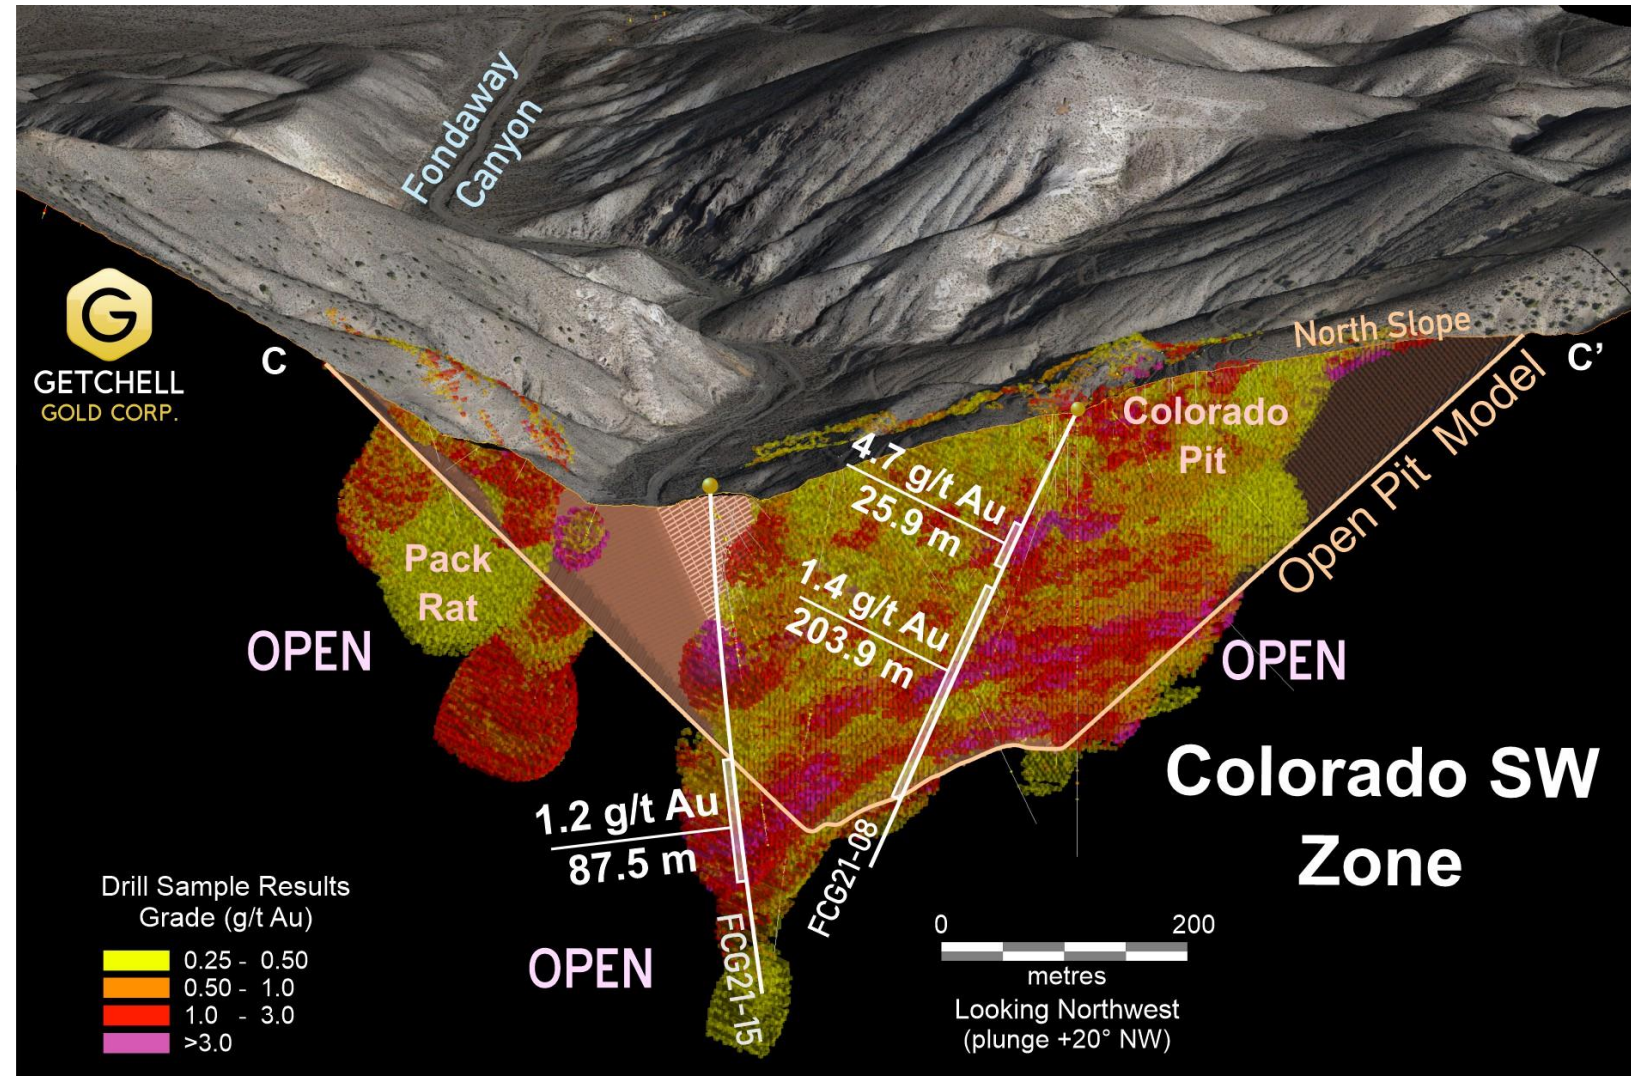 Fondaway
Canyon
G
GETCHELL
GOLD CORP.
C
North Slope
C’
Open Pit Model
Colorado
Pit
4.7 g/t Au
25.9 m
1.4 g/t Au
203.9 m
Pack
Rat
OPEN
OPEN
Colorado SW
Zone
1.2 g/t Au
87.5 m
FCG21-08
FCG21-15
OPEN
Drill Sample Results
Grade (g/t Au)
0.25 - 0.50
0.50 - 1.0
1.0 - 3.0
>3.0
0 200
metres
Looking Northwest
(plunge +20° NW)